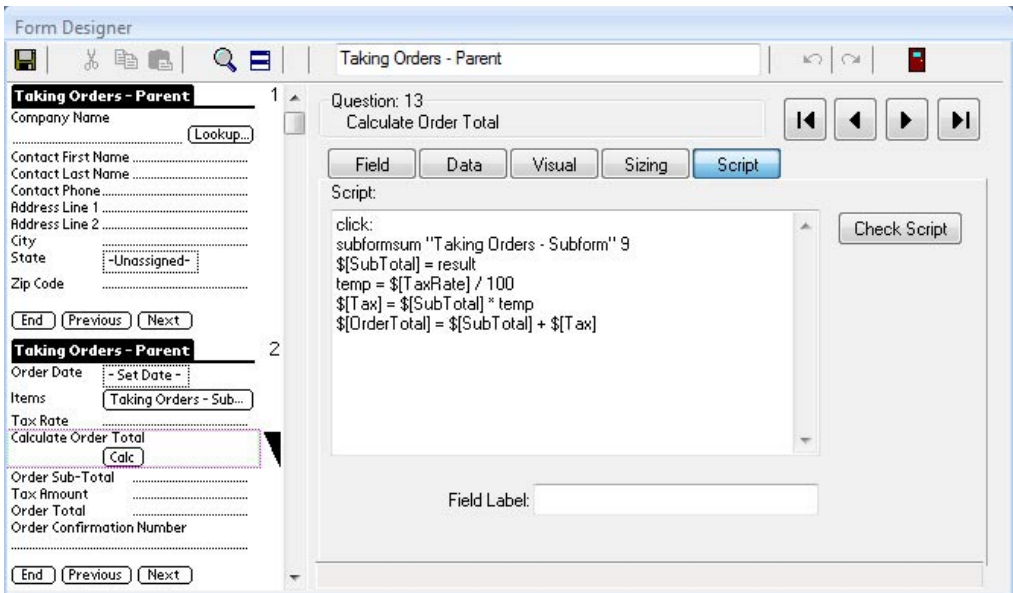 Form Designer
Taking Orders - Parent
Taking Orders - Parent 1
Company Name
Lookup...
Contact First Name
Contact Last Name
Contact Phone
Address Line 1
Address Line 2
City
State -Unassigned-
Zip Code
End Previous Next
Taking Orders - Parent 2
Order Date - Set Date -
Items Taking Orders - Sub...
Tax Rate
Calculate Order Total
Calc
Order Sub-Total
Tax Amount
Order Total
Order Confirmation Number
End Previous Next
Question: 13
Calculate Order Total
Field Data Visual Sizing Script
Script:
click:
subformsum "Taking Orders - Subform" 9
$[SubTotal] = result
temp = $[TaxRate] / 100
$[Tax] = $[SubTotal] * temp
$[OrderTotal] = $[SubTotal] + $[Tax]
Check Script
Field Label: